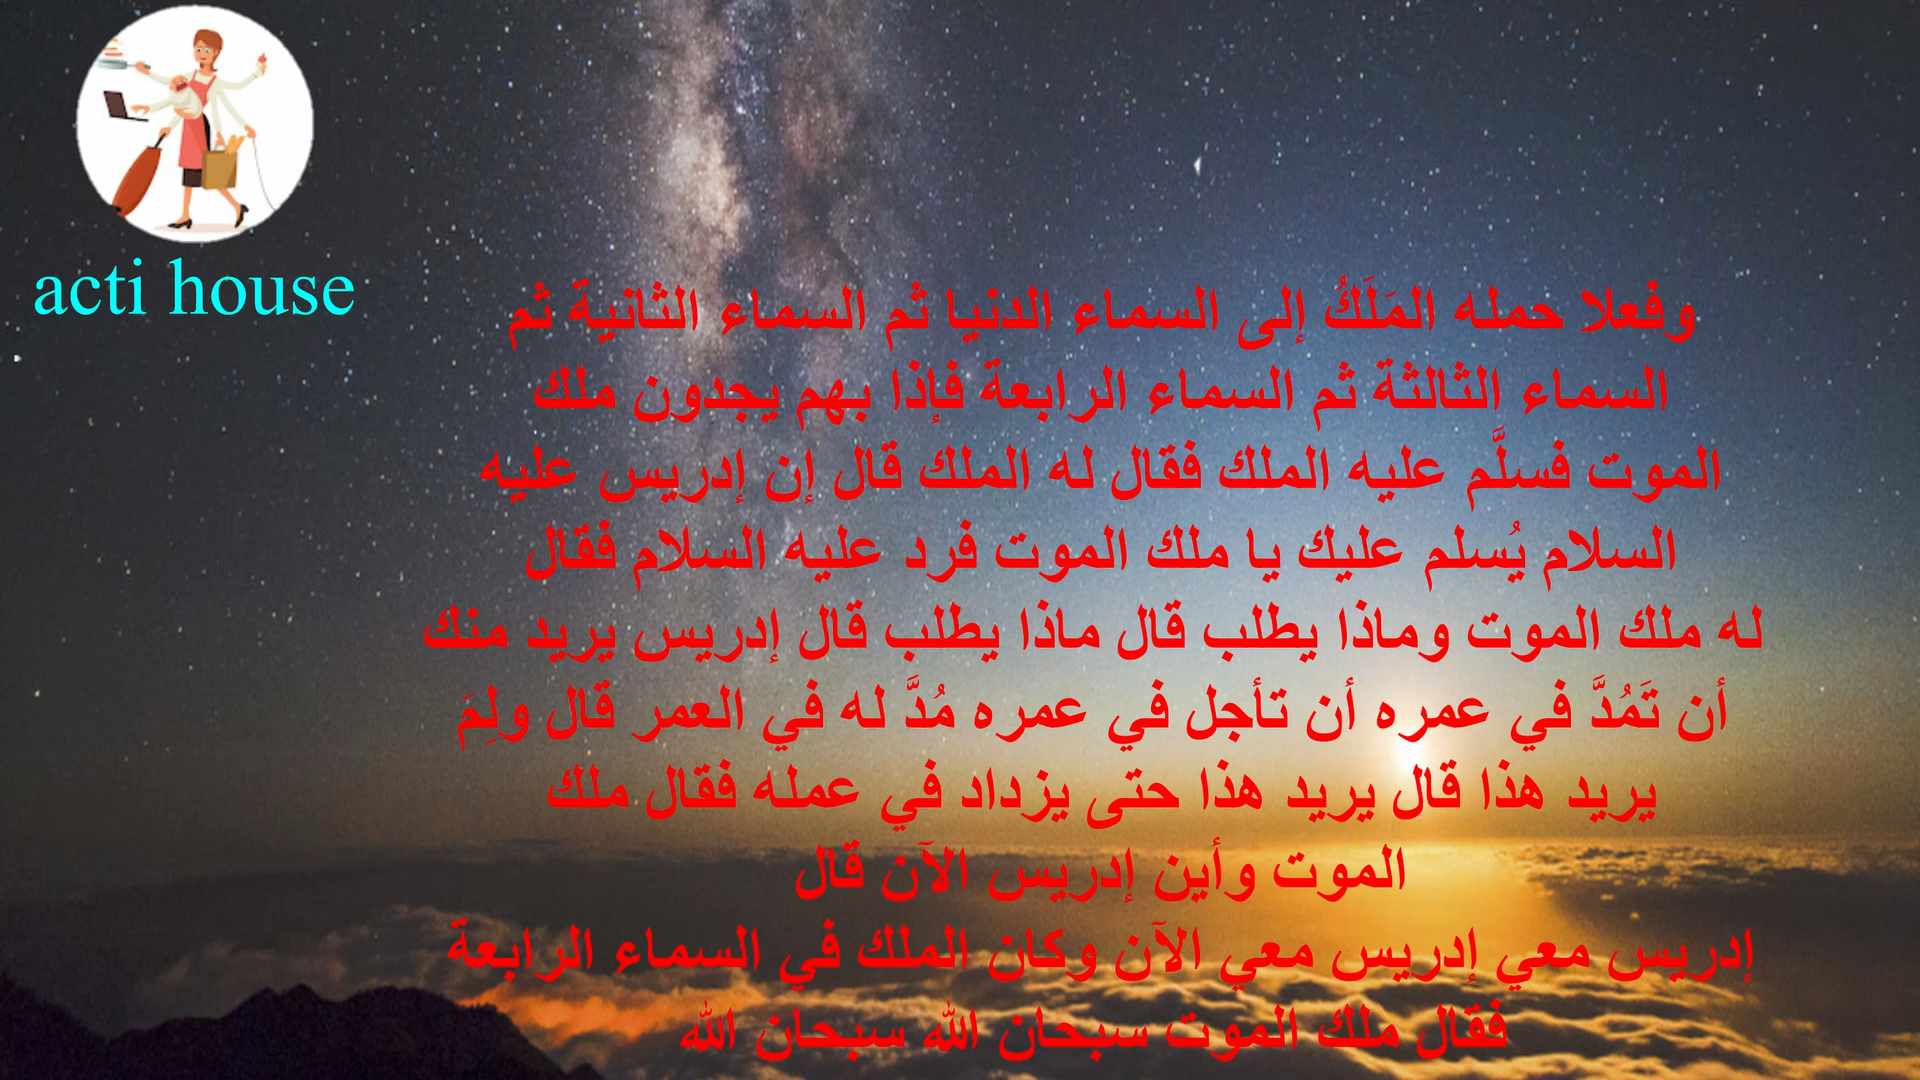 acti house
وفعلا حمله المَلَكُ إلى السماء الدنيا ثم السماء الثانية ثم
السماء الثالثة ثم السماء الرابعة فإذا بهم يجدون ملك
الموت فسلَّم عليه الملك فقال له الملك قال إن إدريس عليه
السلام يُسلم عليك يا ملك الموت فرد عليه السلام فقال
له ملك الموت وماذا يطلب قال ماذا يطلب قال إدريس يريد منك
أن تَمُدَّ في عمره أن تأجل في عمره مُدَّ له في العمر قال ولِمَ
يريد هذا قال يريد هذا حتى يزداد في عمله فقال ملك
الموت وأين إدريس الآن قال
إدريس معي إدريس معي الآن وكان الملك في السماء الرابعة
فقال ملك الموت سبحان الله سبحان الله